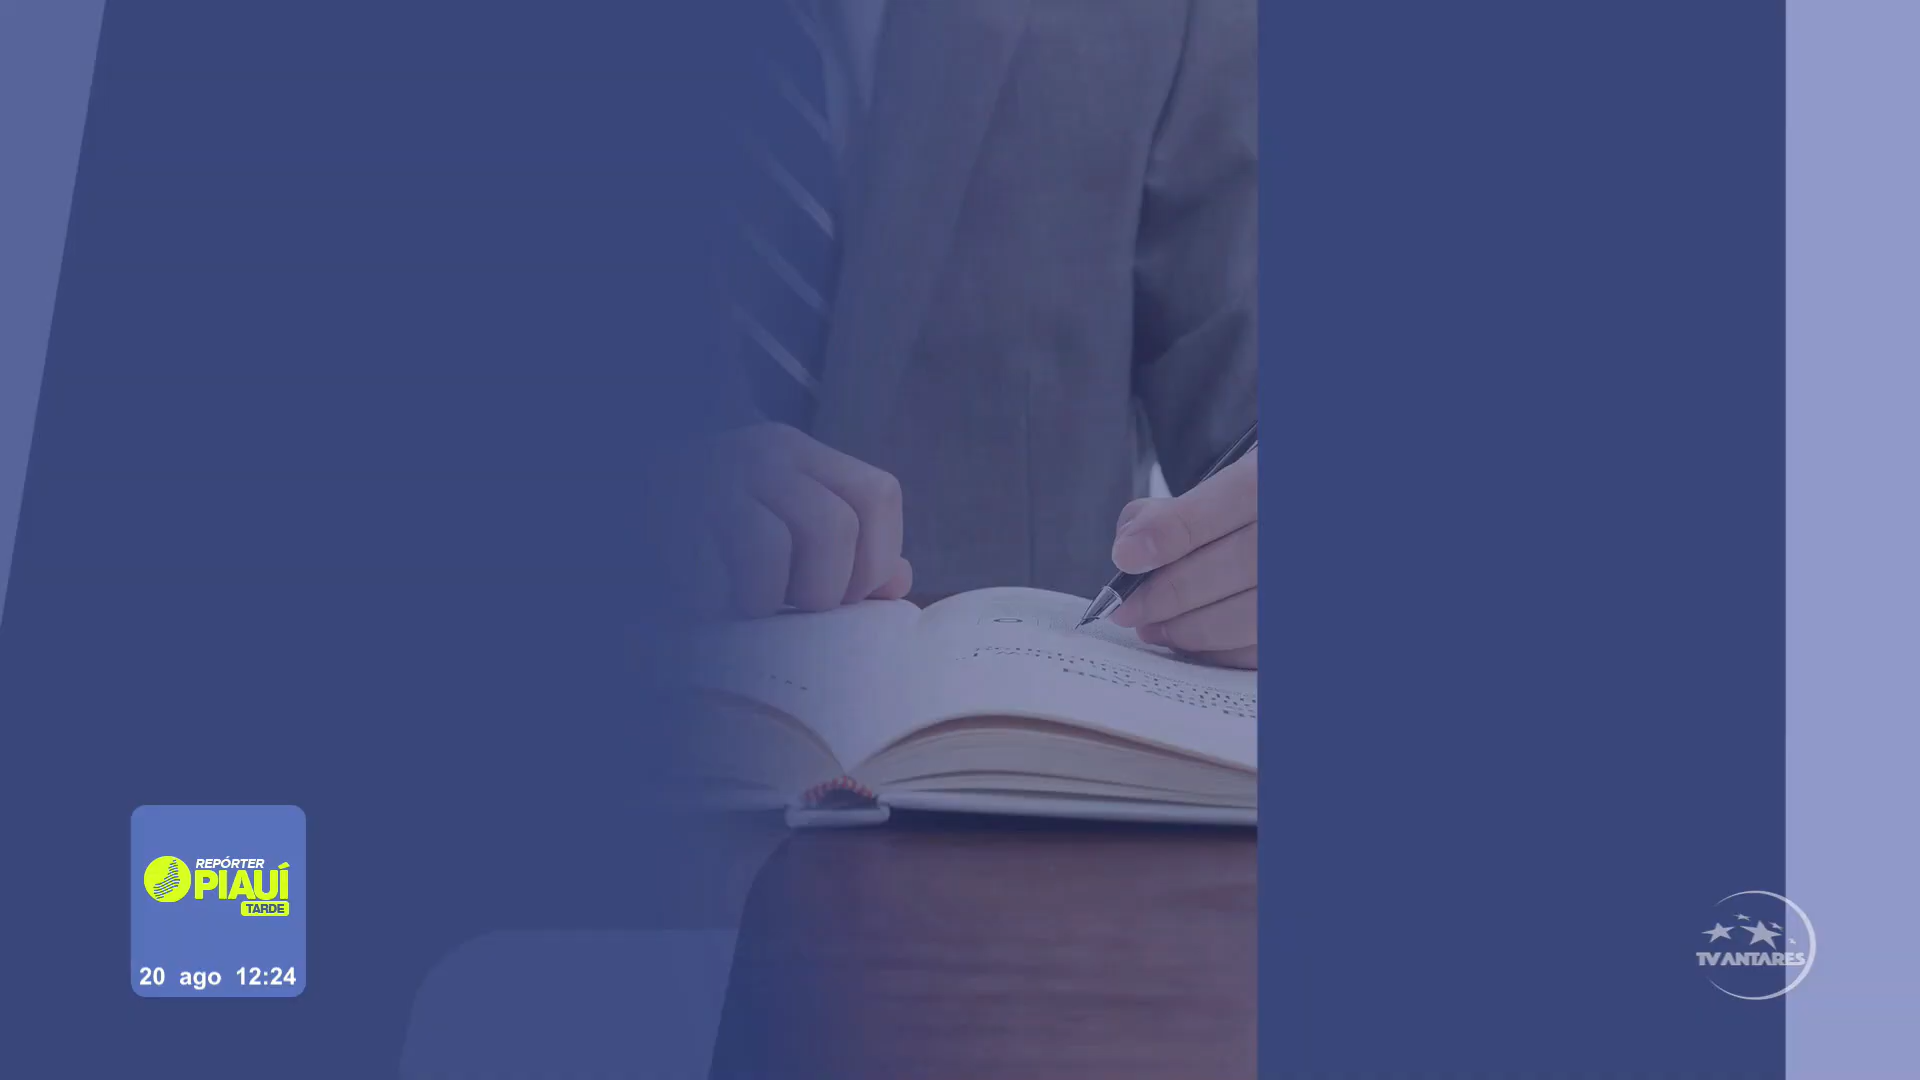 REPÓRTER
PIAUÍ
TARDE
20 ago 12:24
TV ANTARES